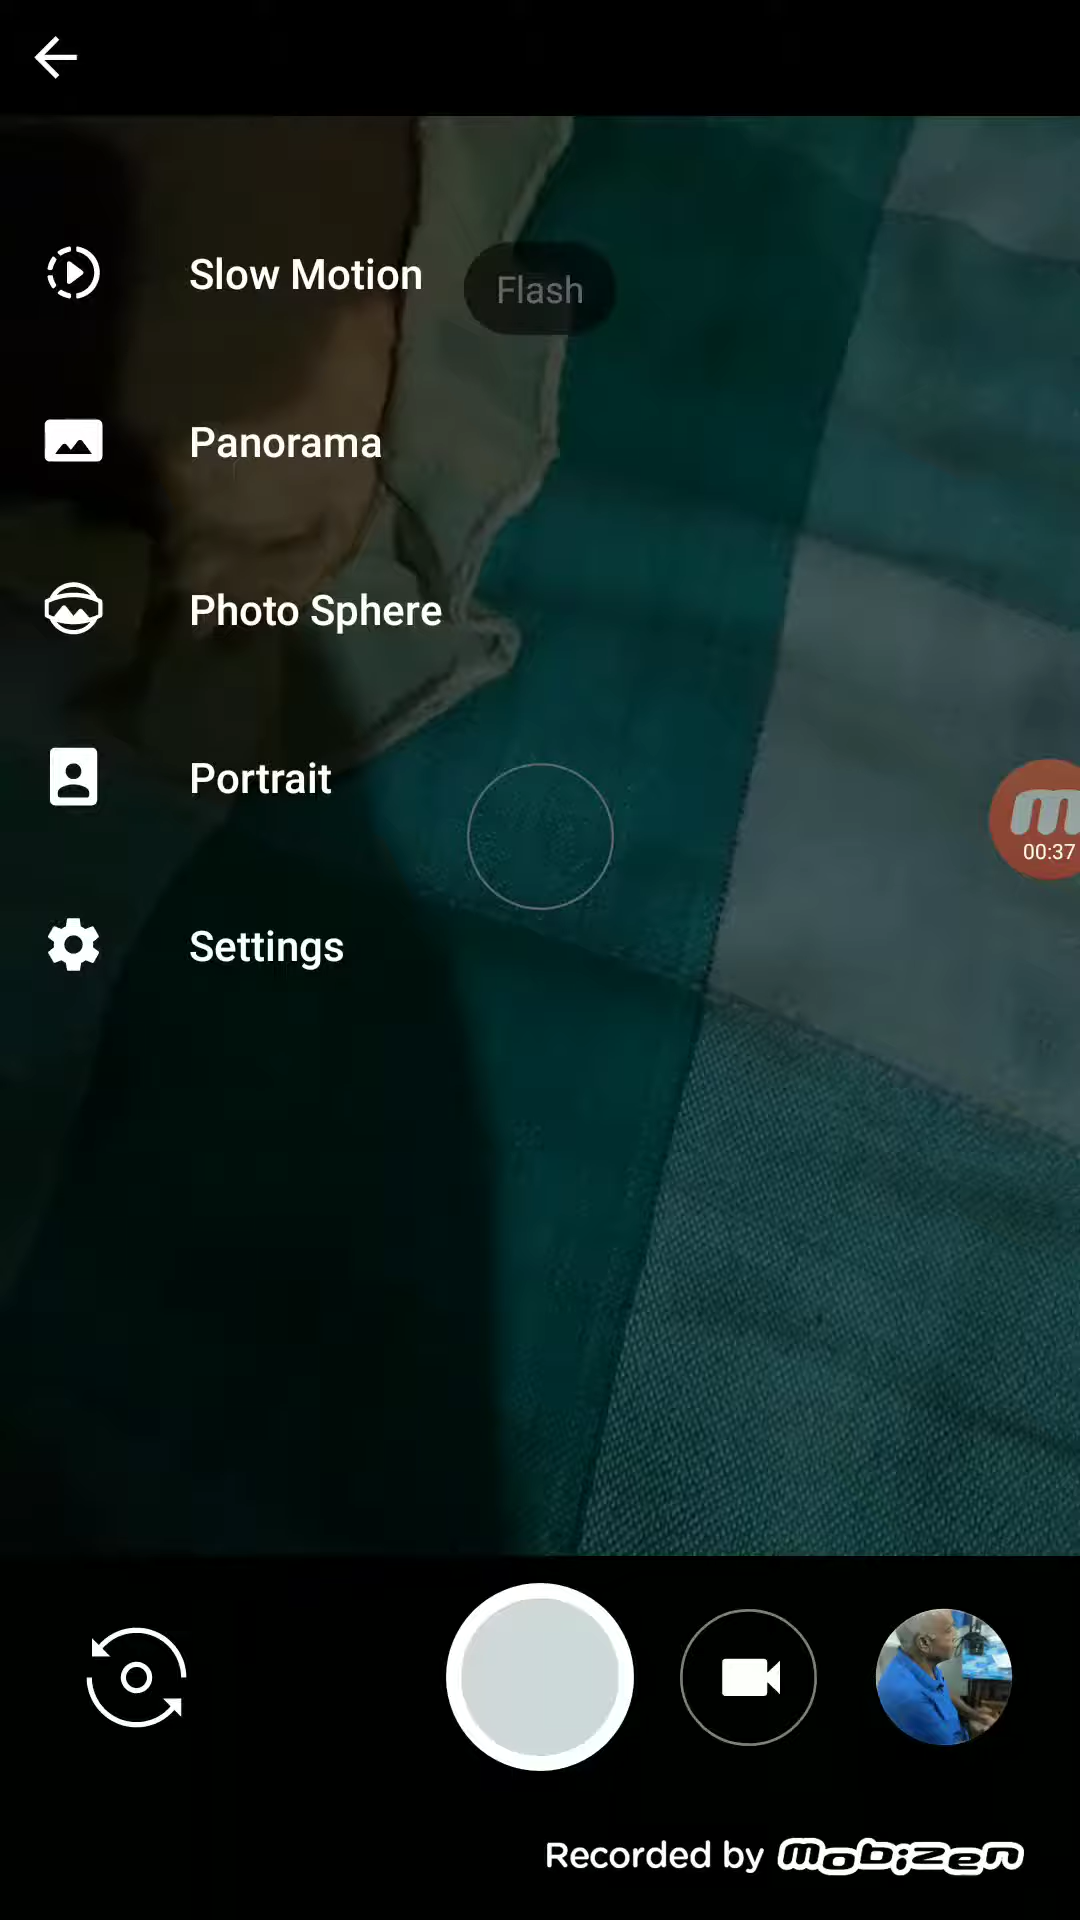 Slow Motion
Flash
Panorama
Photo Sphere
Portrait
00:37
Settings
Recorded by mobizen